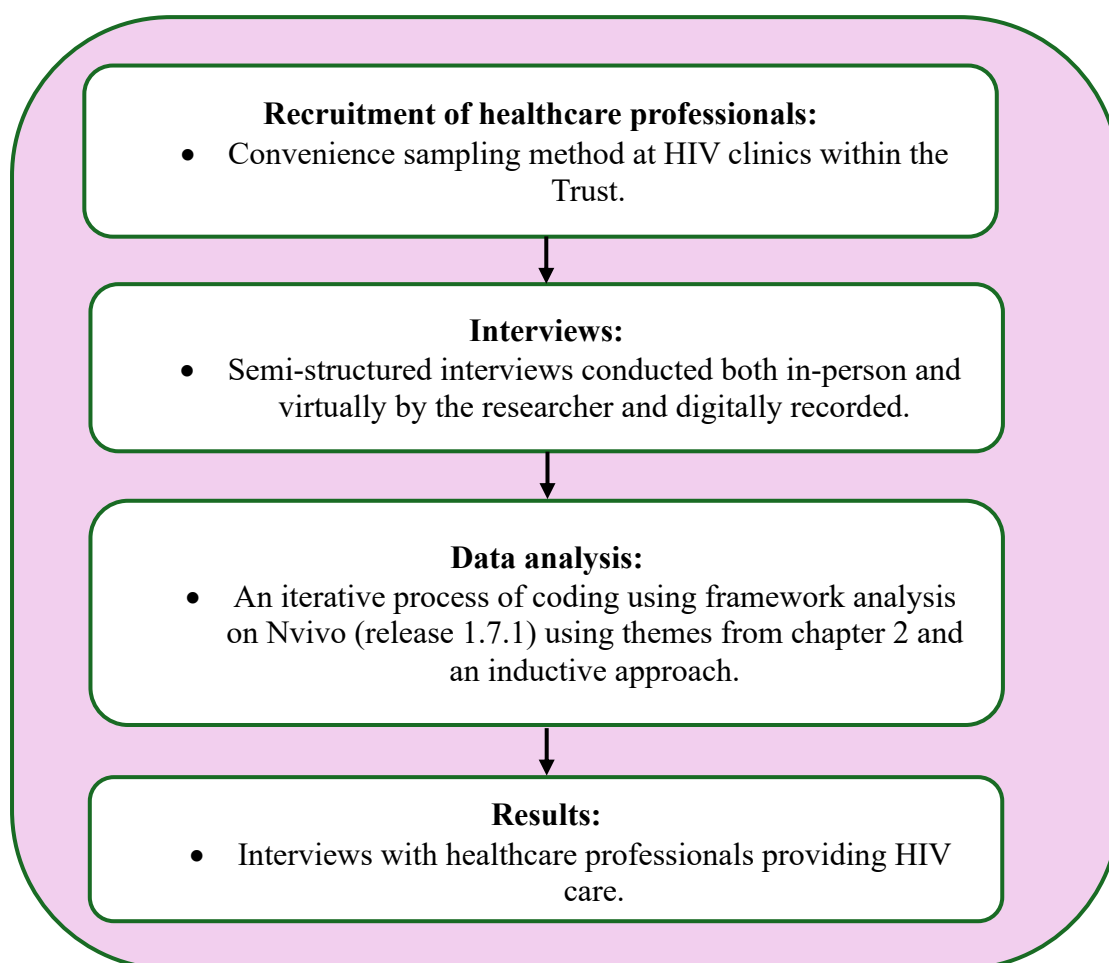 Recruitment of healthcare professionals:
• Convenience sampling method at HIV clinics within the
Trust.
Interviews:
• Semi-structured interviews conducted both in-person and
virtually by the researcher and digitally recorded.
Data analysis:
• An iterative process of coding using framework analysis
on Nvivo (release 1.7.1) using themes from chapter 2 and
an inductive approach.
Results:
• Interviews with healthcare professionals providing HIV
care.